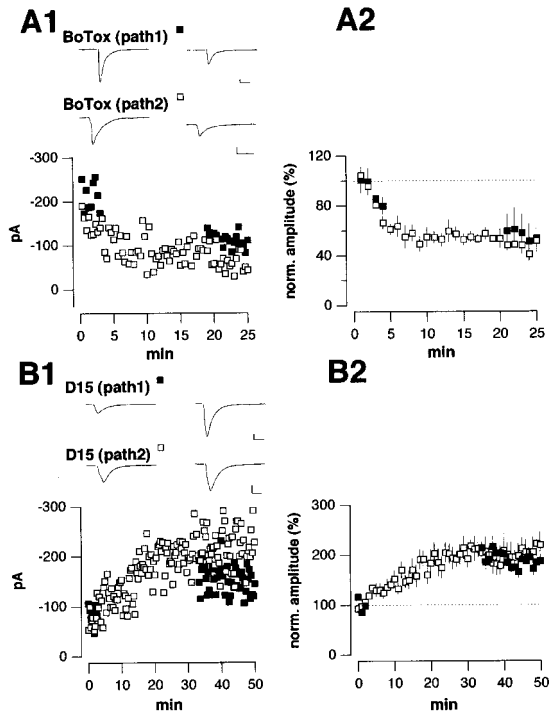 A1
BoTox (path1) ■
BoTox (path2) □
-300
-200
-100
0
pA
0 5 10 15 20 25
min
A2
120
80
40
0
norm. amplitude (%)
0 5 10 15 20 25
min
B1
D15 (path1) ■
D15 (path2) □
-300
-200
-100
0
pA
0 10 20 30 40 50
min
B2
300
200
100
0
norm. amplitude (%)
0 10 20 30 40 50
min